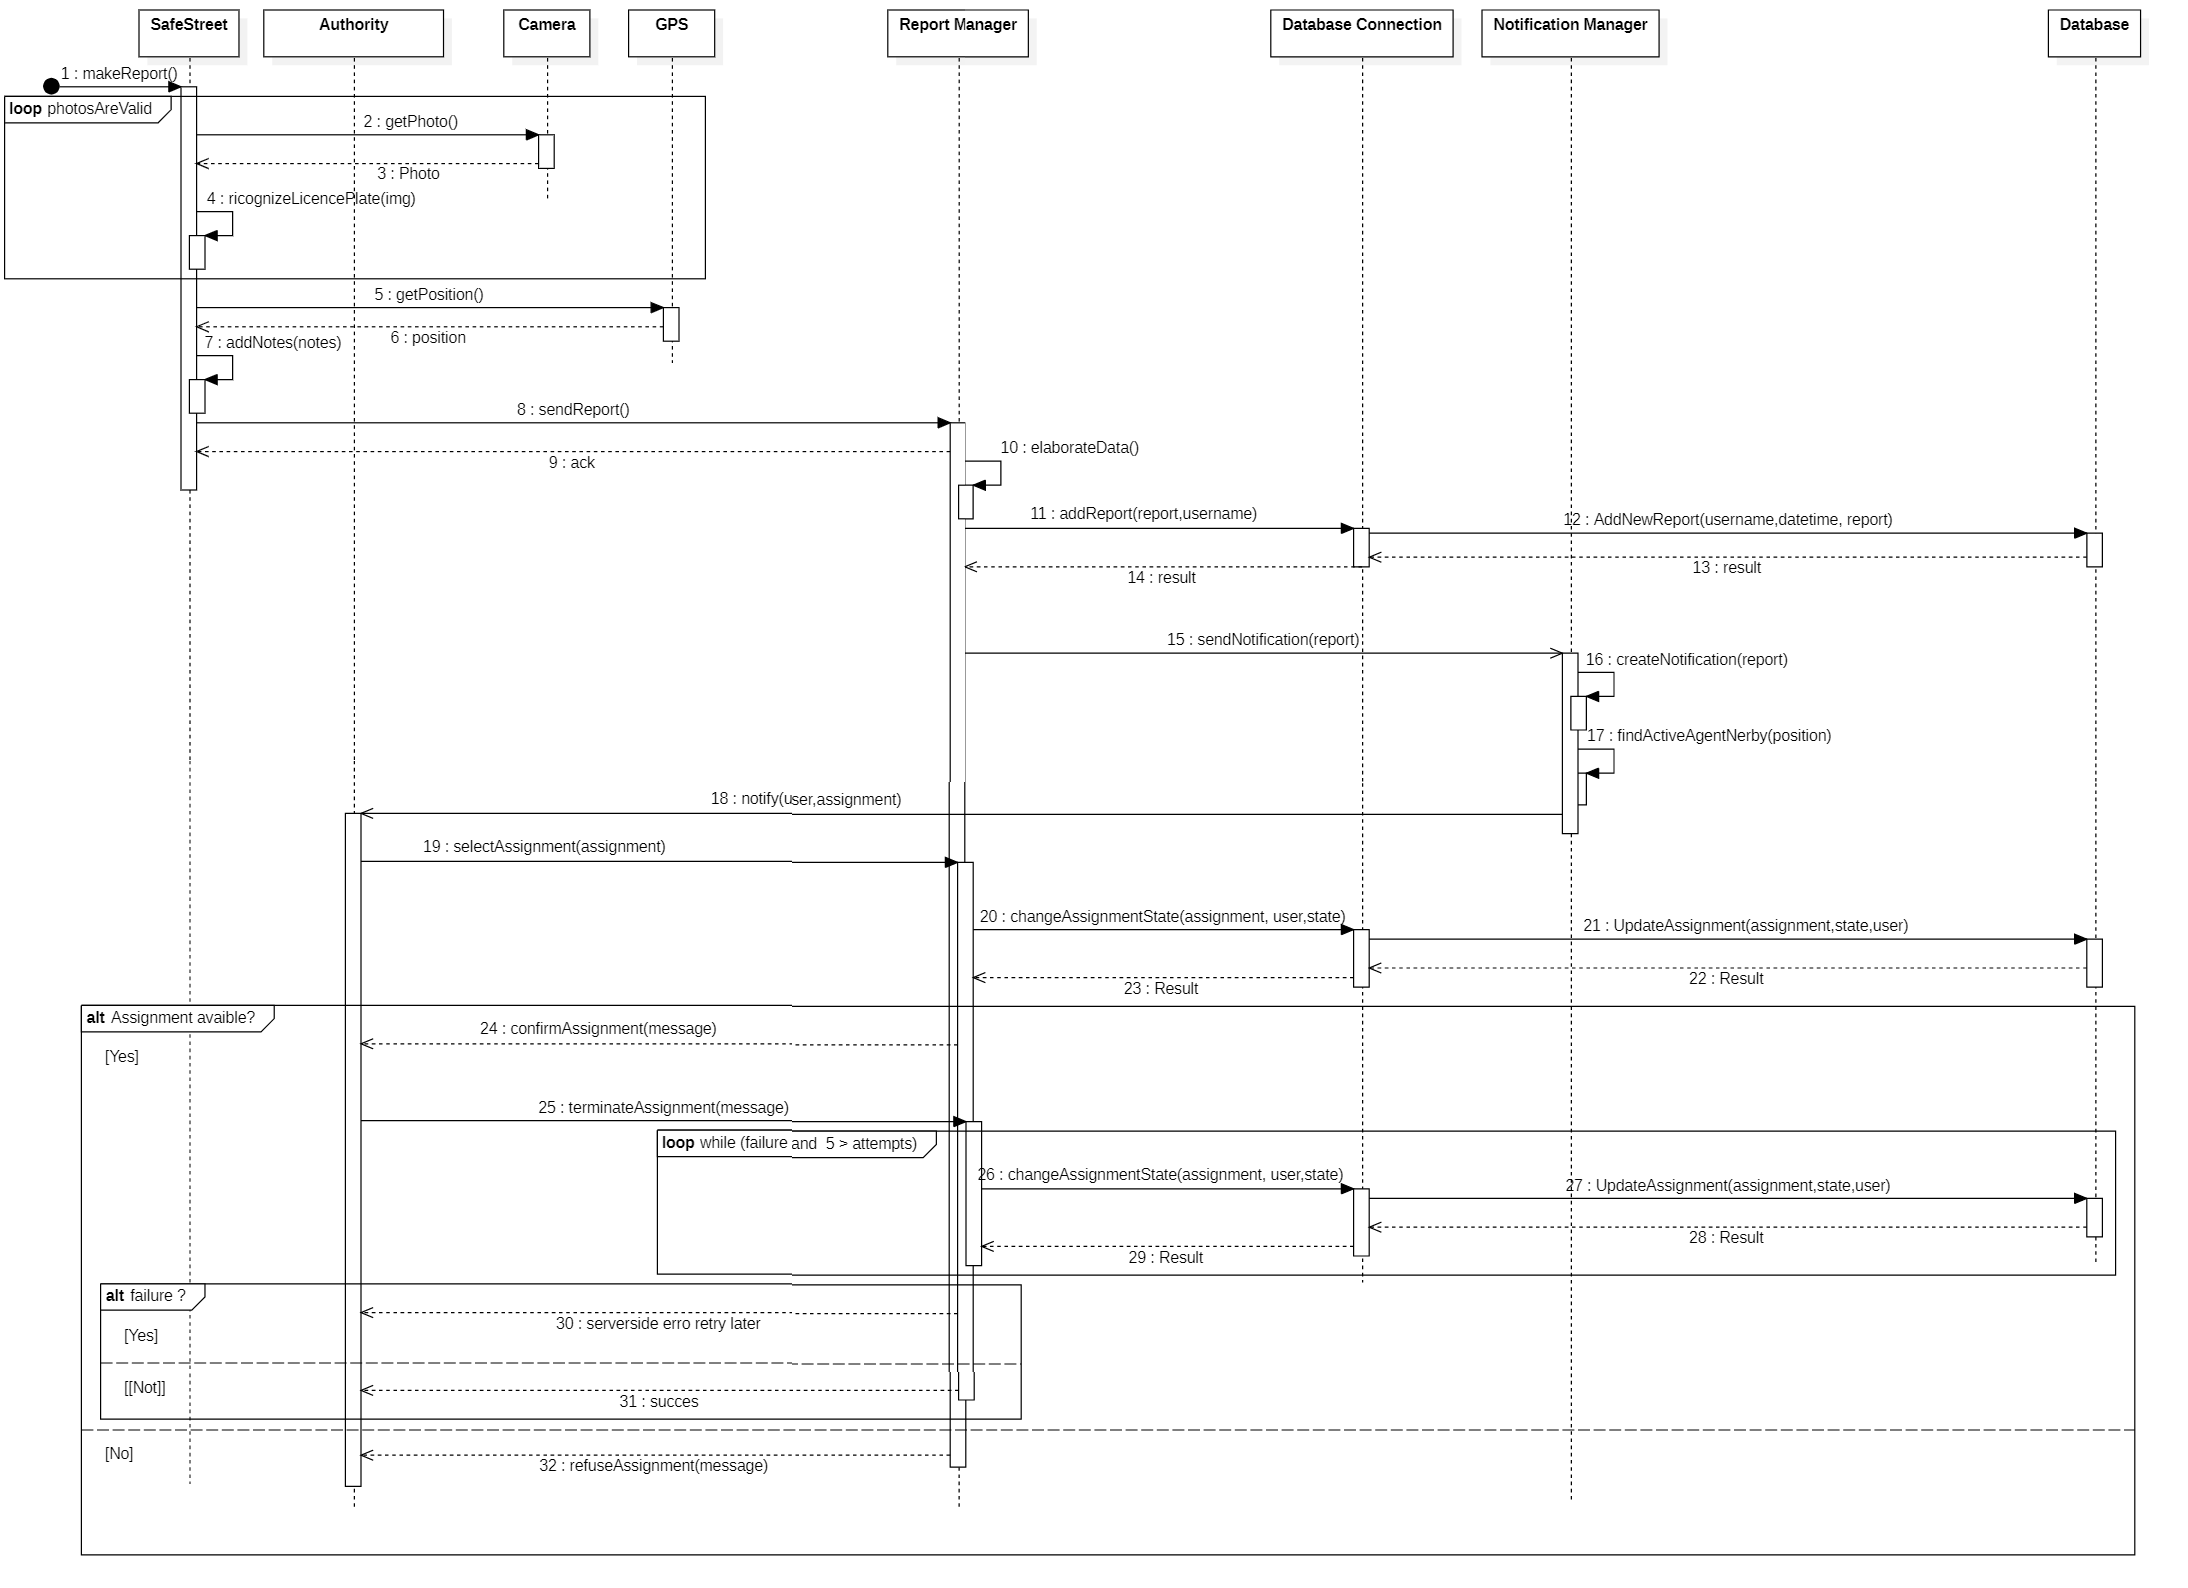 SafeStreet
Authority
Camera
GPS
Report Manager
Database Connection
Notification Manager
Database
1 : makeReport()
loop photosAreValid
2 : getPhoto()
3 : Photo
4 : ricognizeLicencePlate(img)
5 : getPosition()
6 : position
7 : addNotes(notes)
8 : sendReport()
9 : ack
10 : elaborateData()
11 : addReport(report,username)
12 : AddNewReport(username,datetime, report)
13 : result
14 : result
15 : sendNotification(report)
16 : createNotification(report)
17 : findActiveAgentNerby(position)
18 : notify(user,assignment)
19 : selectAssignment(assignment)
20 : changeAssignmentState(assignment, user,state)
21 : UpdateAssignment(assignment,state,user)
22 : Result
23 : Result
alt Assignment avaible?
24 : confirmAssignment(message)
[Yes]
25 : terminateAssignment(message)
loop while (failure and 5 > attempts)
26 : changeAssignmentState(assignment, user,state)
27 : UpdateAssignment(assignment,state,user)
28 : Result
29 : Result
alt failure ?
30 : serverside erro retry later
[Yes]
[[Not]]
31 : succes
[No]
32 : refuseAssignment(message)